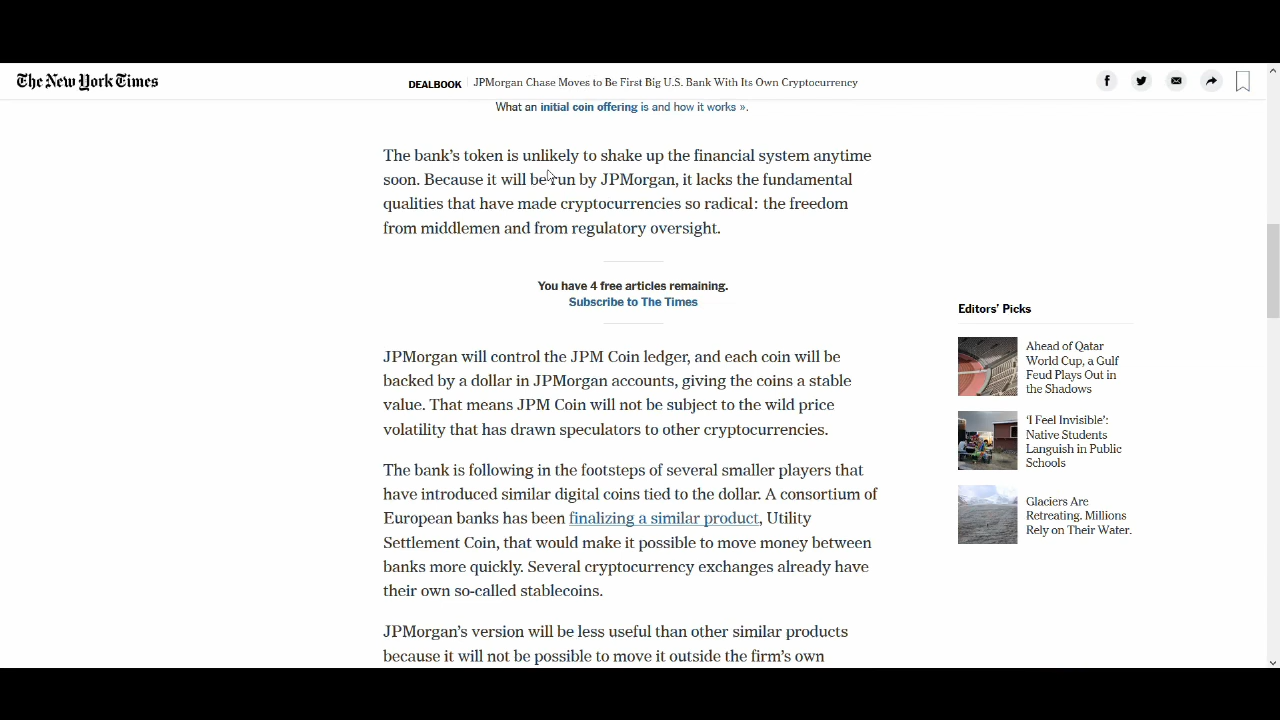 The New York Times
DEALBOOK | JPMorgan Chase Moves to Be First Big U.S. Bank With Its Own Cryptocurrency
What an initial coin offering is and how it works ».
The bank's token is unlikely to shake up the financial system anytime
soon. Because it will be run by JPMorgan, it lacks the fundamental
qualities that have made cryptocurrencies so radical: the freedom
from middlemen and from regulatory oversight.
You have 4 free articles remaining.
Subscribe to The Times
JPMorgan will control the JPM Coin ledger, and each coin will be
backed by a dollar in JPMorgan accounts, giving the coins a stable
value. That means JPM Coin will not be subject to the wild price
volatility that has drawn speculators to other cryptocurrencies.
The bank is following in the footsteps of several smaller players that
have introduced similar digital coins tied to the dollar. A consortium of
European banks has been finalizing a similar product, Utility
Settlement Coin, that would make it possible to move money between
banks more quickly. Several cryptocurrency exchanges already have
their own so-called stablecoins.
JPMorgan's version will be less useful than other similar products
because it will not be possible to move it outside the firm's own
Editors' Picks
Ahead of Qatar
World Cup, a Gulf
Feud Plays Out in
the Shadows
'I Feel Invisible':
Native Students
Languish in Public
Schools
Glaciers Are
Retreating. Millions
Rely on Their Water.